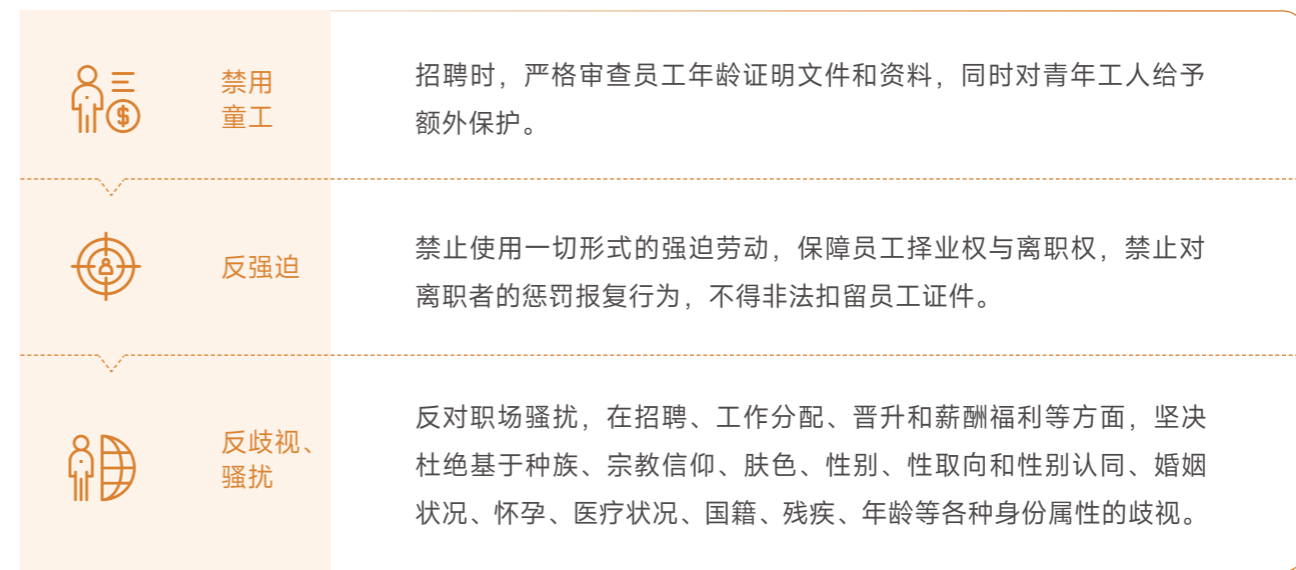 禁用
童工
招聘时，严格审查员工年龄证明文件和资料，同时对青年工人给予
额外保护。
反强迫
禁止使用一切形式的强迫劳动，保障员工择业权与离职权，禁止对
离职者的惩罚报复行为，不得非法扣留员工证件。
反歧视、
骚扰
反对职场骚扰，在招聘、工作分配、晋升和薪酬福利等方面，坚决
杜绝基于种族、宗教信仰、肤色、性别、性取向和性别认同、婚姻
状况、怀孕、医疗状况、国籍、残疾、年龄等各种身份属性的歧视。